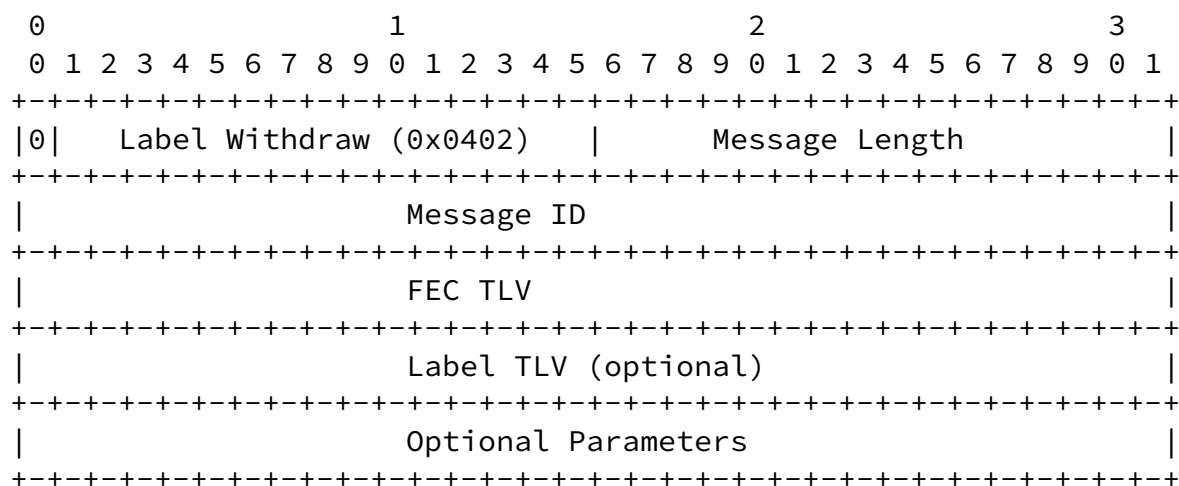 0                   1                   2                   3
 0 1 2 3 4 5 6 7 8 9 0 1 2 3 4 5 6 7 8 9 0 1 2 3 4 5 6 7 8 9 0 1
+-+-+-+-+-+-+-+-+-+-+-+-+-+-+-+-+-+-+-+-+-+-+-+-+-+-+-+-+-+-+-+-+
|0|   Label Withdraw (0x0402)   |      Message Length           |
+-+-+-+-+-+-+-+-+-+-+-+-+-+-+-+-+-+-+-+-+-+-+-+-+-+-+-+-+-+-+-+-+
|                     Message ID                                |
+-+-+-+-+-+-+-+-+-+-+-+-+-+-+-+-+-+-+-+-+-+-+-+-+-+-+-+-+-+-+-+-+
|                     FEC TLV                                   |
+-+-+-+-+-+-+-+-+-+-+-+-+-+-+-+-+-+-+-+-+-+-+-+-+-+-+-+-+-+-+-+-+
|                     Label TLV (optional)                      |
+-+-+-+-+-+-+-+-+-+-+-+-+-+-+-+-+-+-+-+-+-+-+-+-+-+-+-+-+-+-+-+-+
|                     Optional Parameters                       |
+-+-+-+-+-+-+-+-+-+-+-+-+-+-+-+-+-+-+-+-+-+-+-+-+-+-+-+-+-+-+-+-+